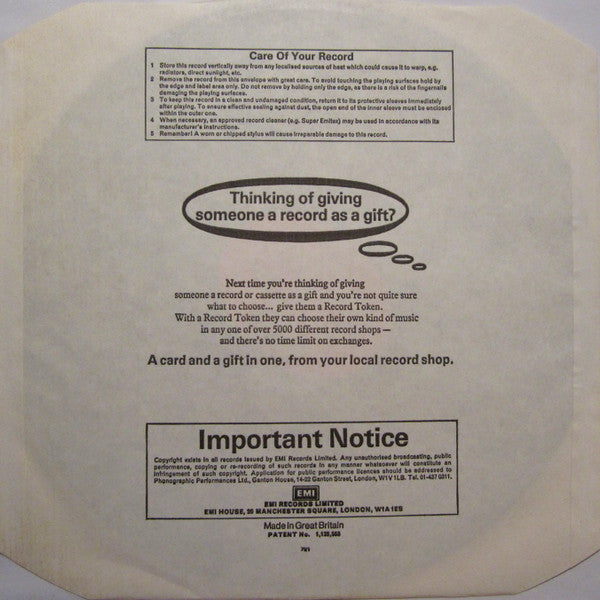 Care Of Your Record
1 Store this record vertically away from any localised sources of heat which could cause it to warp, e.g.
radiators, direct sunlight, etc.
2 Remove the record from this envelope with great care. To avoid touching the playing surfaces hold by
the edge and label area only. Do not remove by holding only the edge, as there is a risk of the fingernails
damaging the playing surfaces.
3 To keep this record in a clean and undamaged condition, return it to its protective sleeves immediately
after playing. To ensure effective sealing against dust, the open end of the inner sleeve must be enclosed
within the outer one.
4 When necessary, an approved record cleaner (e.g. Super Emitex) may be used in accordance with its
manufacturer's instructions.
5 Remember! A worn or chipped stylus will cause irreparable damage to this record.
Thinking of giving
someone a record as a gift?
Next time you're thinking of giving
someone a record or cassette as a gift and you're not quite sure
what to choose... give them a Record Token.
With a Record Token they can choose their own kind of music
in any one of over 5000 different record shops —
and there's no time limit on exchanges.
A card and a gift in one, from your local record shop.
Important Notice
Copyright exists in all records issued by EMI Records Limited. Any unauthorised broadcasting, public
performance, copying or re-recording of such records in any manner whatsoever will constitute an
infringement of such copyright. Application for public performance licences should be addressed to
Phonographic Performances Ltd., Ganton House, 14-22 Ganton Street, London, W1V 1LB. Tel. 01-437 0311.
EMI
EMI RECORDS LIMITED
EMI HOUSE, 20 MANCHESTER SQUARE, LONDON, W1A 1ES
Made in Great Britain
PATENT No.